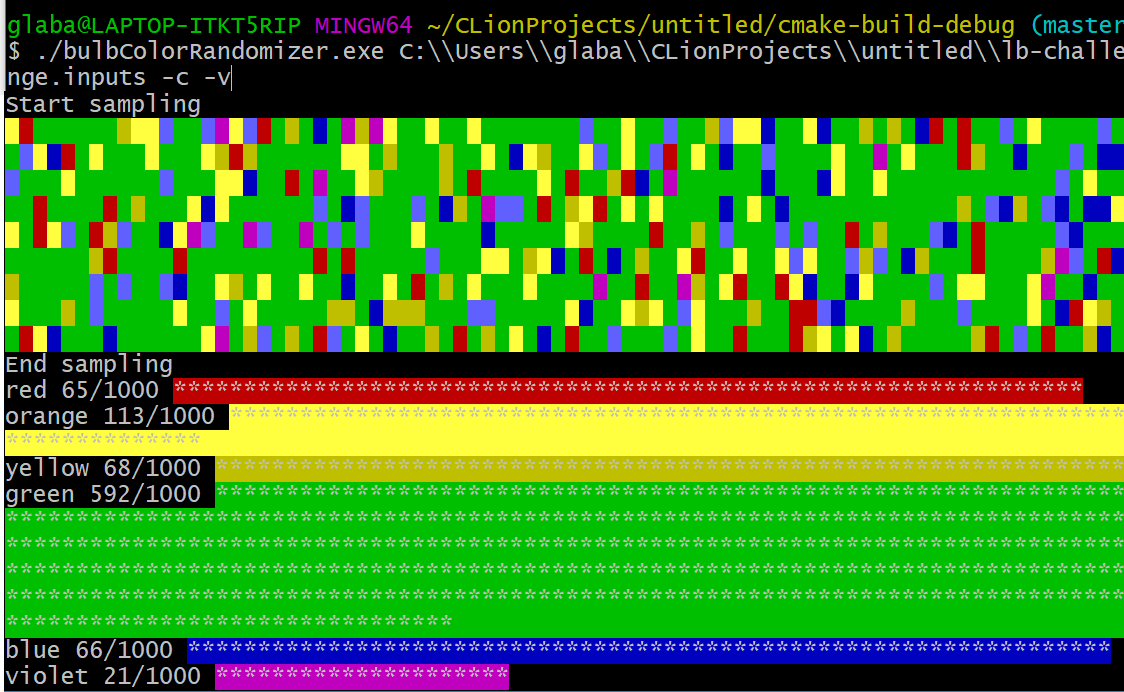 glaba@LAPTOP-ITKT5RIP MINGW64 ~/CLionProjects/untitled/cmake-build-debug (master
$ ./bulbColorRandomizer.exe C:\\Users\\glaba\\CLionProjects\\untitled\\lb-challe
nge.inputs -c -v
Start sampling
End sampling
red 65/1000 *****************************************************************
orange 113/1000 ****************************************************************
**************
yellow 68/1000 *****************************************************************
green 592/1000 *****************************************************************
********************************************************************************
********************************************************************************
********************************************************************************
********************************************************************************
********************************
blue 66/1000 ******************************************************************
violet 21/1000 *********************